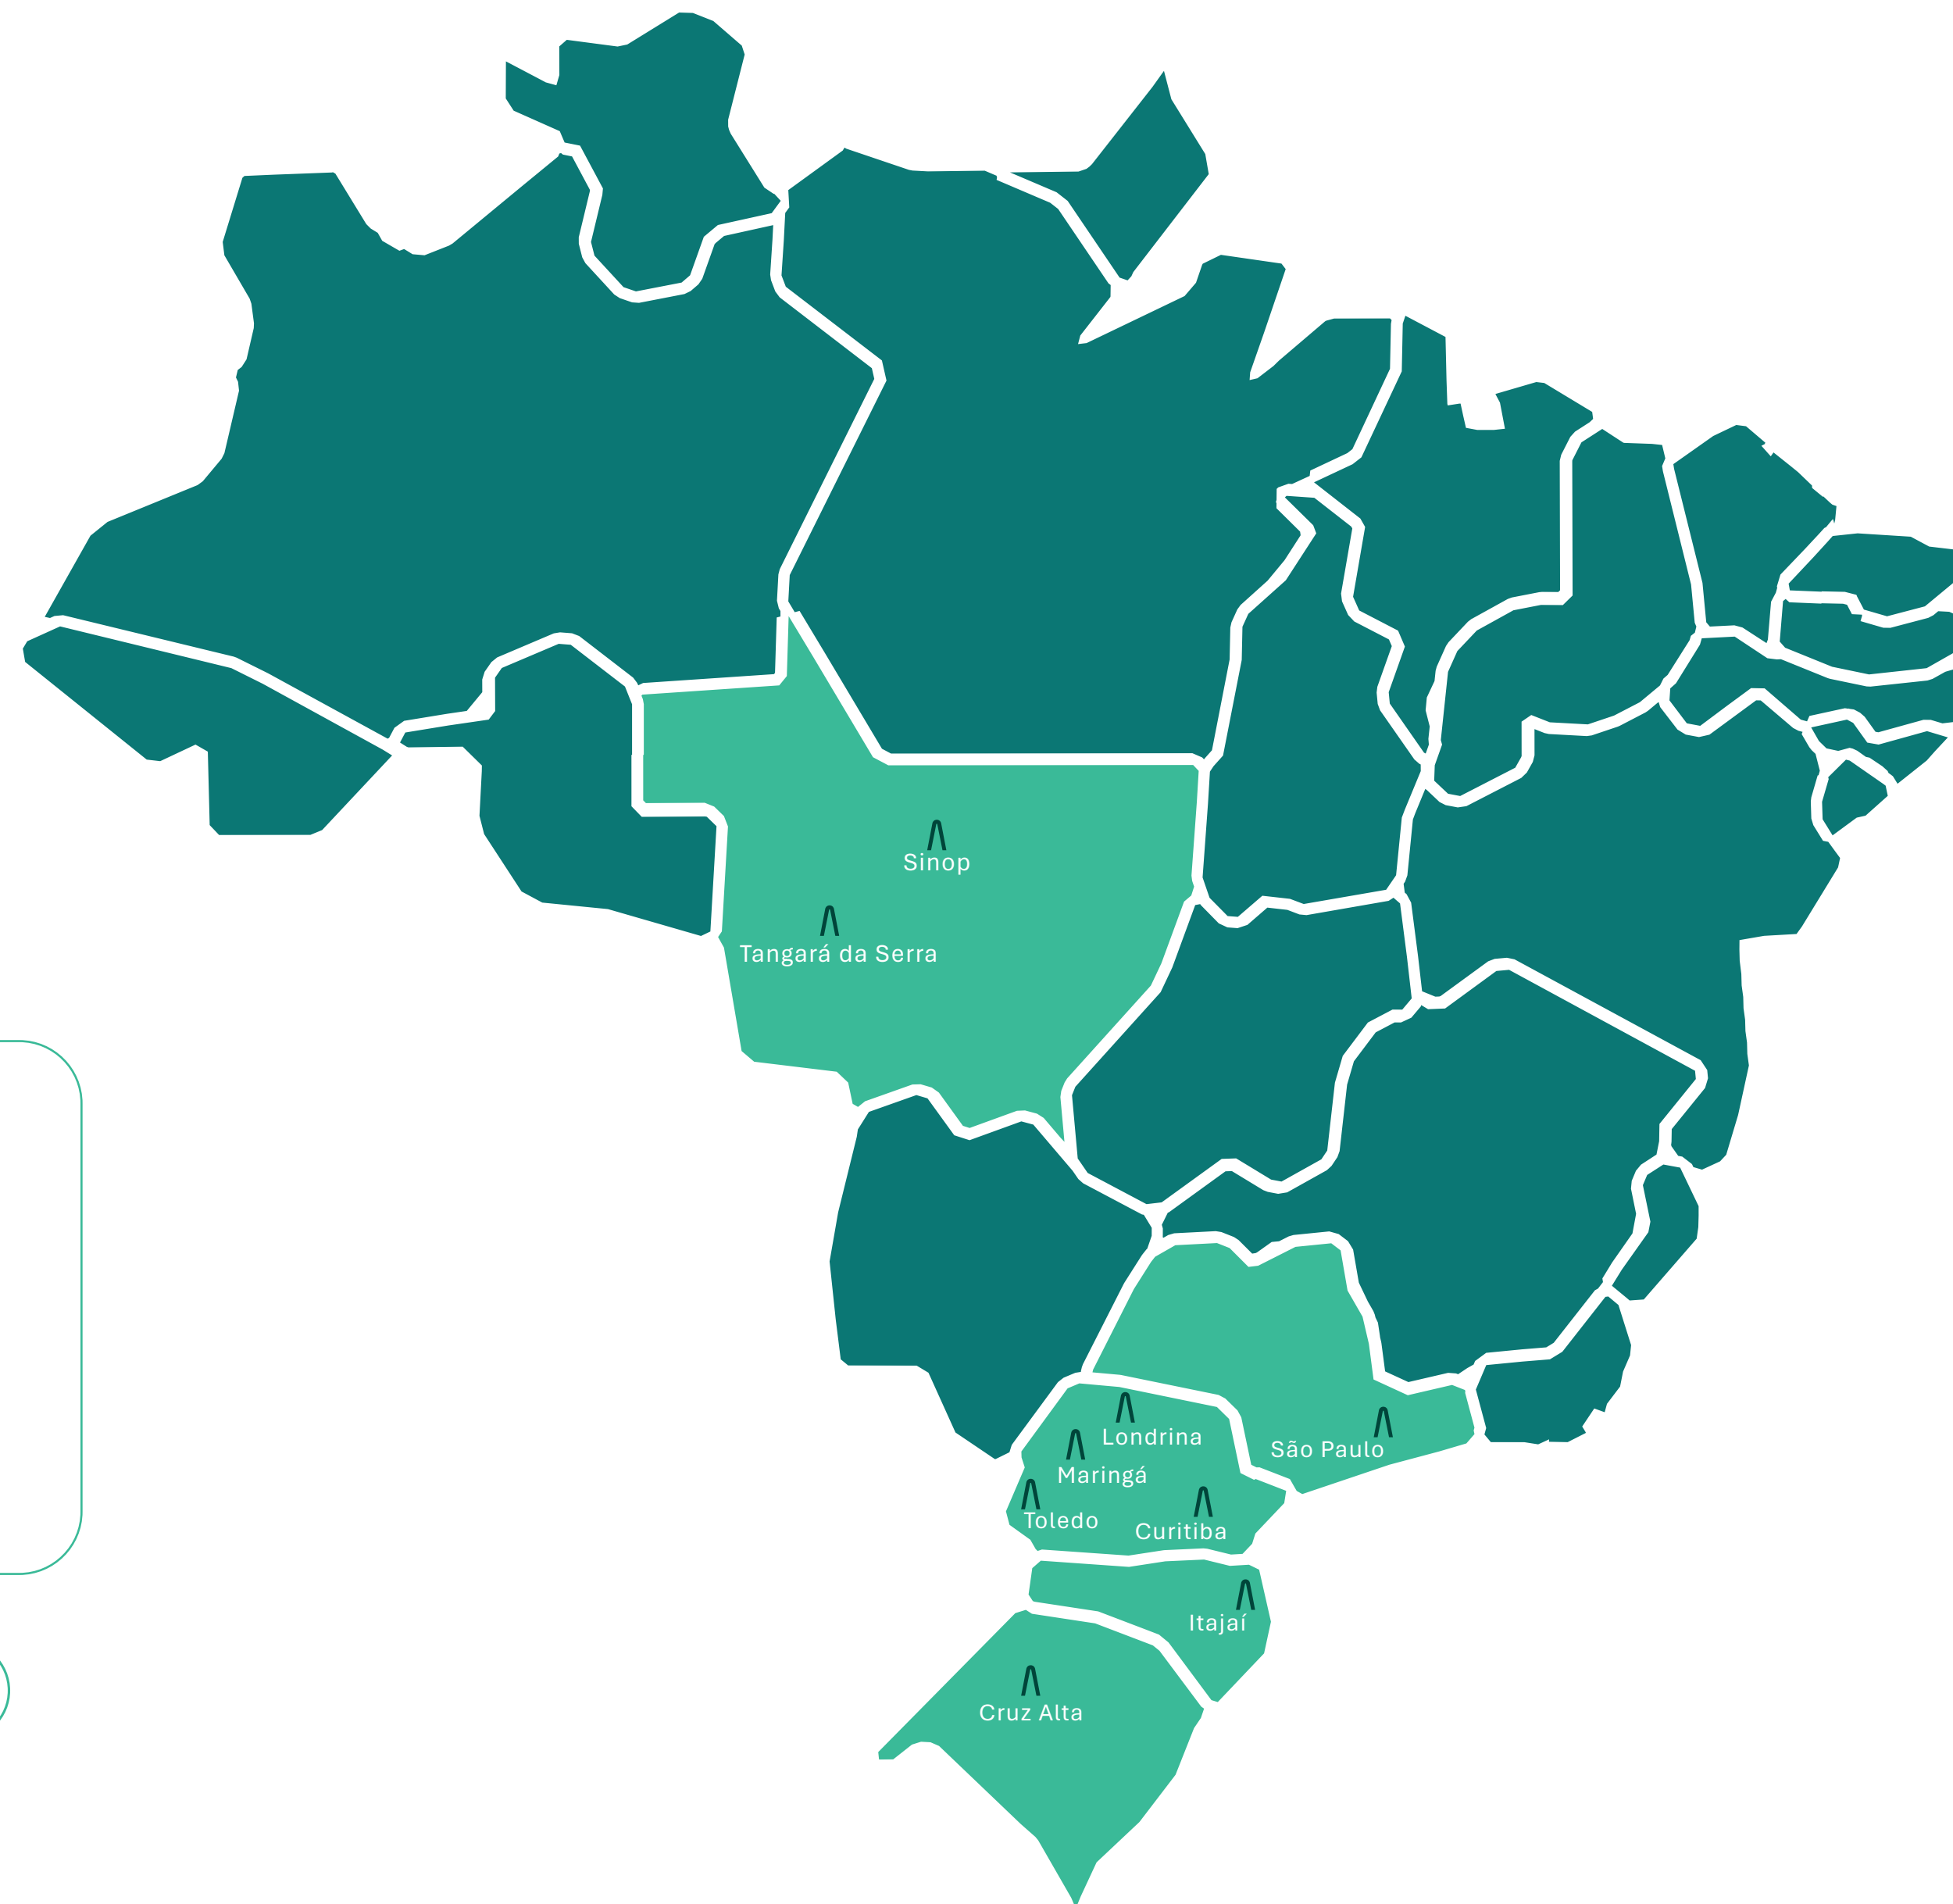 Sinop
Tangará da Serra
Londrina
São Paulo
Maringá
Toledo
Curitiba
Itajaí
Cruz Alta